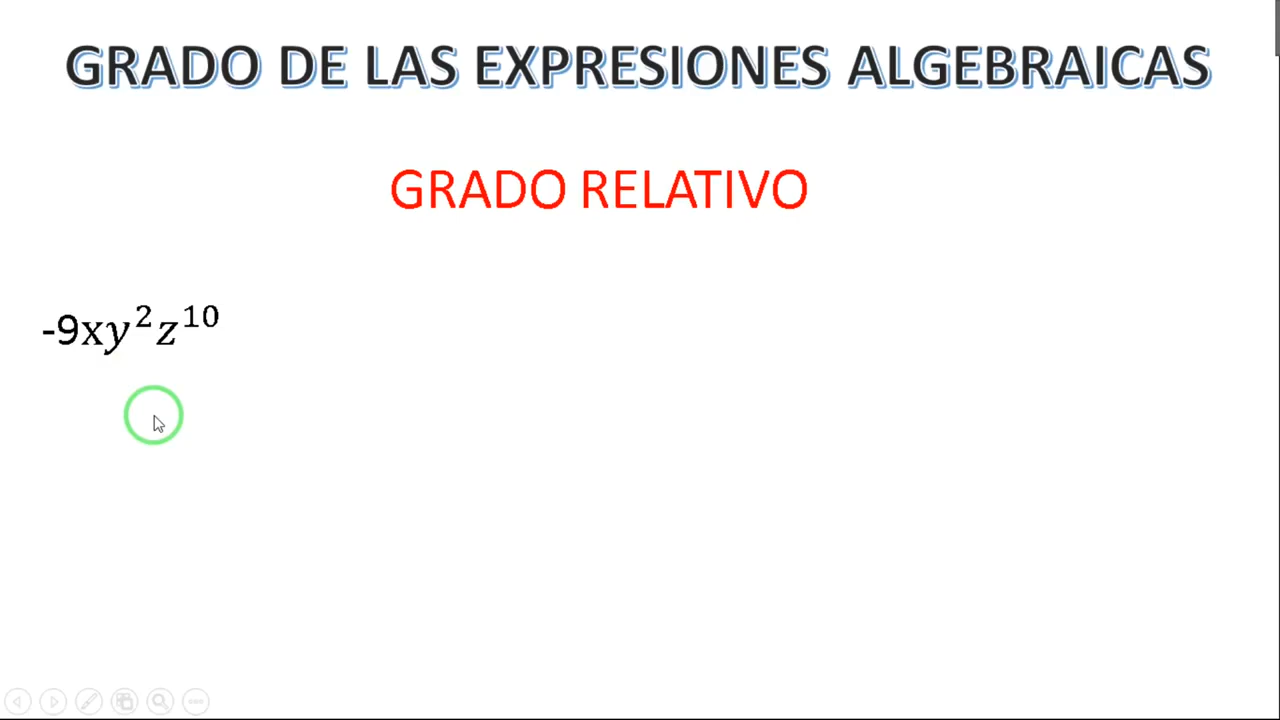 GRADO DE LAS EXPRESIONES ALGEBRAICAS
GRADO RELATIVO
-9xy²z¹⁰